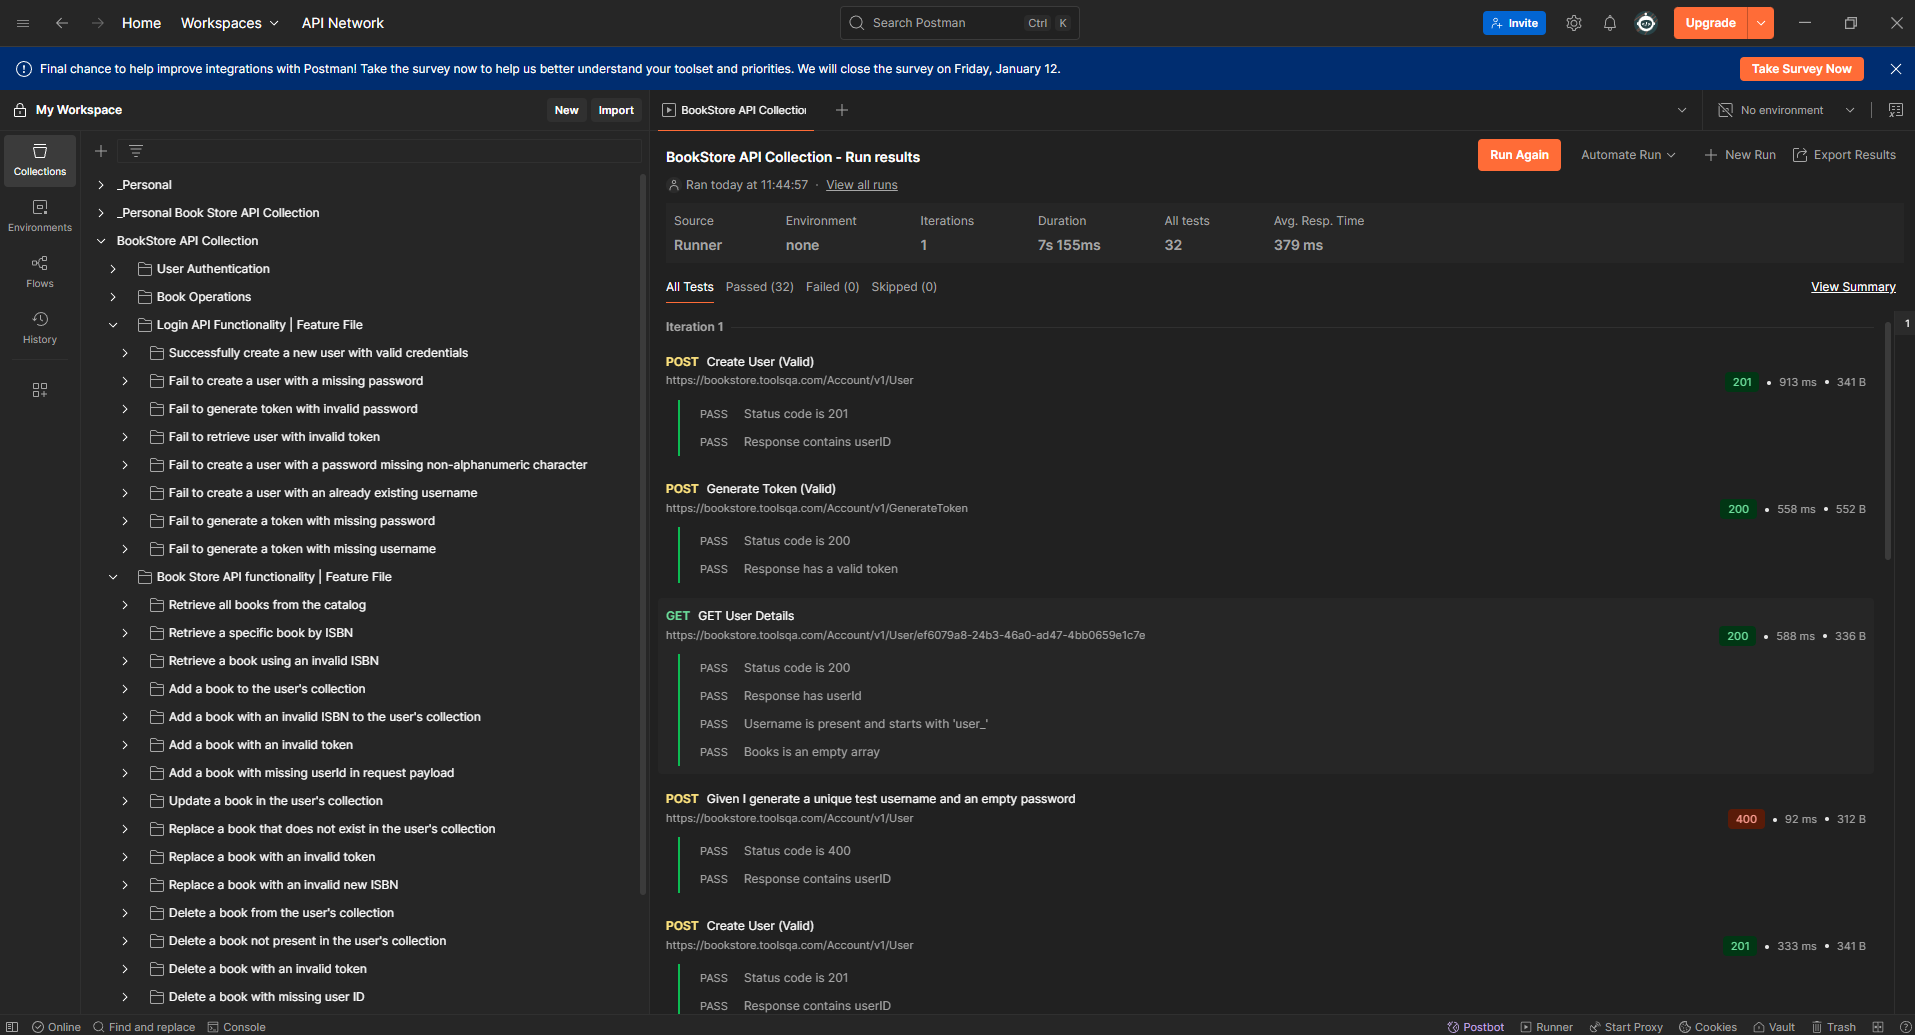 Home
Workspaces
API Network
Search Postman
Ctrl K
Invite
Upgrade
Final chance to help improve integrations with Postman! Take the survey now to help us better understand your toolset and priorities. We will close the survey on Friday, January 12.
Take Survey Now
My Workspace
New
Import
BookStore API Collection
No environment
Collections
Environments
Flows
History
_Personal
_Personal Book Store API Collection
BookStore API Collection
User Authentication
Book Operations
Login API Functionality | Feature File
Successfully create a new user with valid credentials
Fail to create a user with a missing password
Fail to generate token with invalid password
Fail to retrieve user with invalid token
Fail to create a user with a password missing non-alphanumeric character
Fail to create a user with an already existing username
Fail to generate a token with missing password
Fail to generate a token with missing username
Book Store API functionality | Feature File
Retrieve all books from the catalog
Retrieve a specific book by ISBN
Retrieve a book using an invalid ISBN
Add a book to the user's collection
Add a book with an invalid ISBN to the user's collection
Add a book with an invalid token
Add a book with missing userId in request payload
Update a book in the user's collection
Replace a book that does not exist in the user's collection
Replace a book with an invalid token
Replace a book with an invalid new ISBN
Delete a book from the user's collection
Delete a book not present in the user's collection
Delete a book with an invalid token
Delete a book with missing user ID
BookStore API Collection - Run results
Run Again
Automate Run
New Run
Export Results
Ran today at 11:44:57 · View all runs
Source Environment Iterations Duration All tests Avg. Resp. Time
Runner none 1 7s 155ms 32 379 ms
All Tests Passed (32) Failed (0) Skipped (0)
View Summary
Iteration 1
1
POST Create User (Valid)
https://bookstore.toolsqa.com/Account/v1/User
201 • 913 ms • 341 B
PASS Status code is 201
PASS Response contains userID
POST Generate Token (Valid)
https://bookstore.toolsqa.com/Account/v1/GenerateToken
200 • 558 ms • 552 B
PASS Status code is 200
PASS Response has a valid token
GET GET User Details
https://bookstore.toolsqa.com/Account/v1/User/ef6079a8-24b3-46a0-ad47-4bb0659e1c7e
200 • 588 ms • 336 B
PASS Status code is 200
PASS Response has userId
PASS Username is present and starts with 'user_'
PASS Books is an empty array
POST Given I generate a unique test username and an empty password
https://bookstore.toolsqa.com/Account/v1/User
400 • 92 ms • 312 B
PASS Status code is 400
PASS Response contains userID
POST Create User (Valid)
https://bookstore.toolsqa.com/Account/v1/User
201 • 333 ms • 341 B
PASS Status code is 201
PASS Response contains userID
Online
Find and replace
Console
Postbot
Runner
Start Proxy
Cookies
Vault
Trash